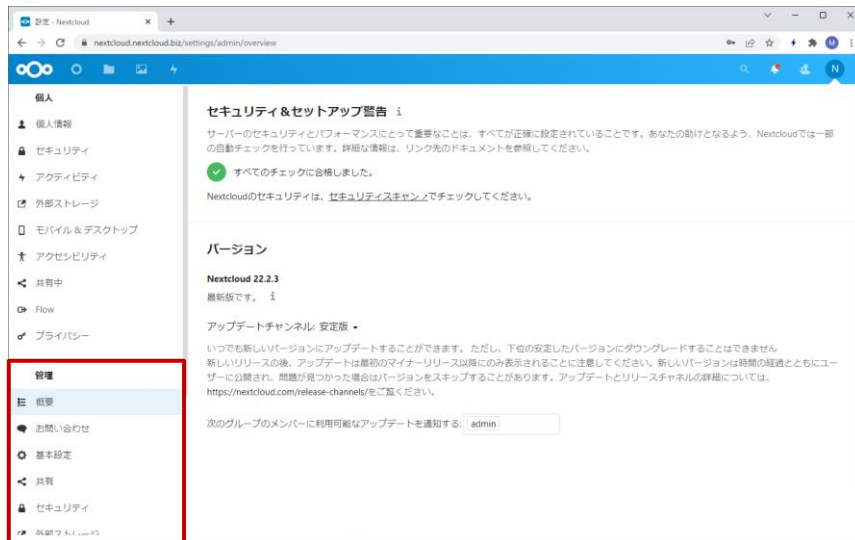 設定 - Nextcloud
nextcloud.nextcloud.biz/settings/admin/overview
M
N
個人
個人情報
セキュリティ
アクティビティ
外部ストレージ
モバイル & デスクトップ
アクセシビリティ
共有中
Flow
プライバシー
管理
概要
お問い合わせ
基本設定
共有
セキュリティ
外部ストレージ
セキュリティ&セットアップ警告 i
サーバーのセキュリティとパフォーマンスにとって重要なことは、すべてが正確に設定されていることです。あなたの助けとなるよう、Nextcloudでは一部
の自動チェックを行っています。詳細な情報は、リンク先のドキュメントを参照してください。
すべてのチェックに合格しました。
Nextcloudのセキュリティは、セキュリティスキャン ↗でチェックしてください。
バージョン
Nextcloud 22.2.3
最新版です。 i
アップデートチャンネル: 安定版
いつでも新しいバージョンにアップデートすることができます。 ただし、下位の安定したバージョンにダウングレードすることはできません
新しいリリースの後、アップデートは最初のマイナーリリース以降にのみ表示されることに注意してください。新しいバージョンは時間の経過とともにユー
ザーに公開され、問題が見つかった場合はバージョンをスキップすることがあります。アップデートとリリースチャネルの詳細については、
https://nextcloud.com/release-channels/をご覧ください。
次のグループのメンバーに利用可能なアップデートを通知する: admin